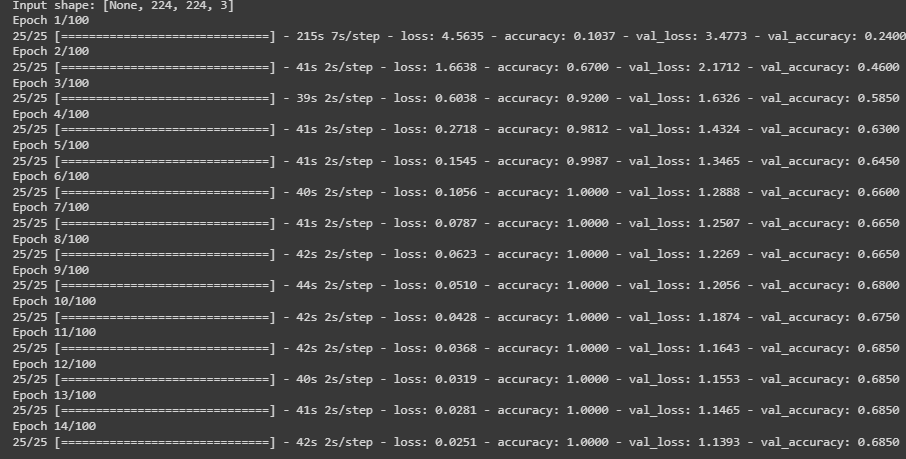 Input shape: [None, 224, 224, 3]
Epoch 1/100
25/25 [==============================] - 215s 7s/step - loss: 4.5635 - accuracy: 0.1037 - val_loss: 3.4773 - val_accuracy: 0.2400
Epoch 2/100
25/25 [==============================] - 41s 2s/step - loss: 1.6638 - accuracy: 0.6700 - val_loss: 2.1712 - val_accuracy: 0.4600
Epoch 3/100
25/25 [==============================] - 39s 2s/step - loss: 0.6038 - accuracy: 0.9200 - val_loss: 1.6326 - val_accuracy: 0.5850
Epoch 4/100
25/25 [==============================] - 41s 2s/step - loss: 0.2718 - accuracy: 0.9812 - val_loss: 1.4324 - val_accuracy: 0.6300
Epoch 5/100
25/25 [==============================] - 41s 2s/step - loss: 0.1545 - accuracy: 0.9987 - val_loss: 1.3465 - val_accuracy: 0.6450
Epoch 6/100
25/25 [==============================] - 40s 2s/step - loss: 0.1056 - accuracy: 1.0000 - val_loss: 1.2888 - val_accuracy: 0.6600
Epoch 7/100
25/25 [==============================] - 41s 2s/step - loss: 0.0787 - accuracy: 1.0000 - val_loss: 1.2507 - val_accuracy: 0.6650
Epoch 8/100
25/25 [==============================] - 42s 2s/step - loss: 0.0623 - accuracy: 1.0000 - val_loss: 1.2269 - val_accuracy: 0.6650
Epoch 9/100
25/25 [==============================] - 44s 2s/step - loss: 0.0510 - accuracy: 1.0000 - val_loss: 1.2056 - val_accuracy: 0.6800
Epoch 10/100
25/25 [==============================] - 42s 2s/step - loss: 0.0428 - accuracy: 1.0000 - val_loss: 1.1874 - val_accuracy: 0.6750
Epoch 11/100
25/25 [==============================] - 42s 2s/step - loss: 0.0368 - accuracy: 1.0000 - val_loss: 1.1643 - val_accuracy: 0.6850
Epoch 12/100
25/25 [==============================] - 40s 2s/step - loss: 0.0319 - accuracy: 1.0000 - val_loss: 1.1553 - val_accuracy: 0.6850
Epoch 13/100
25/25 [==============================] - 41s 2s/step - loss: 0.0281 - accuracy: 1.0000 - val_loss: 1.1465 - val_accuracy: 0.6850
Epoch 14/100
25/25 [==============================] - 42s 2s/step - loss: 0.0251 - accuracy: 1.0000 - val_loss: 1.1393 - val_accuracy: 0.6850